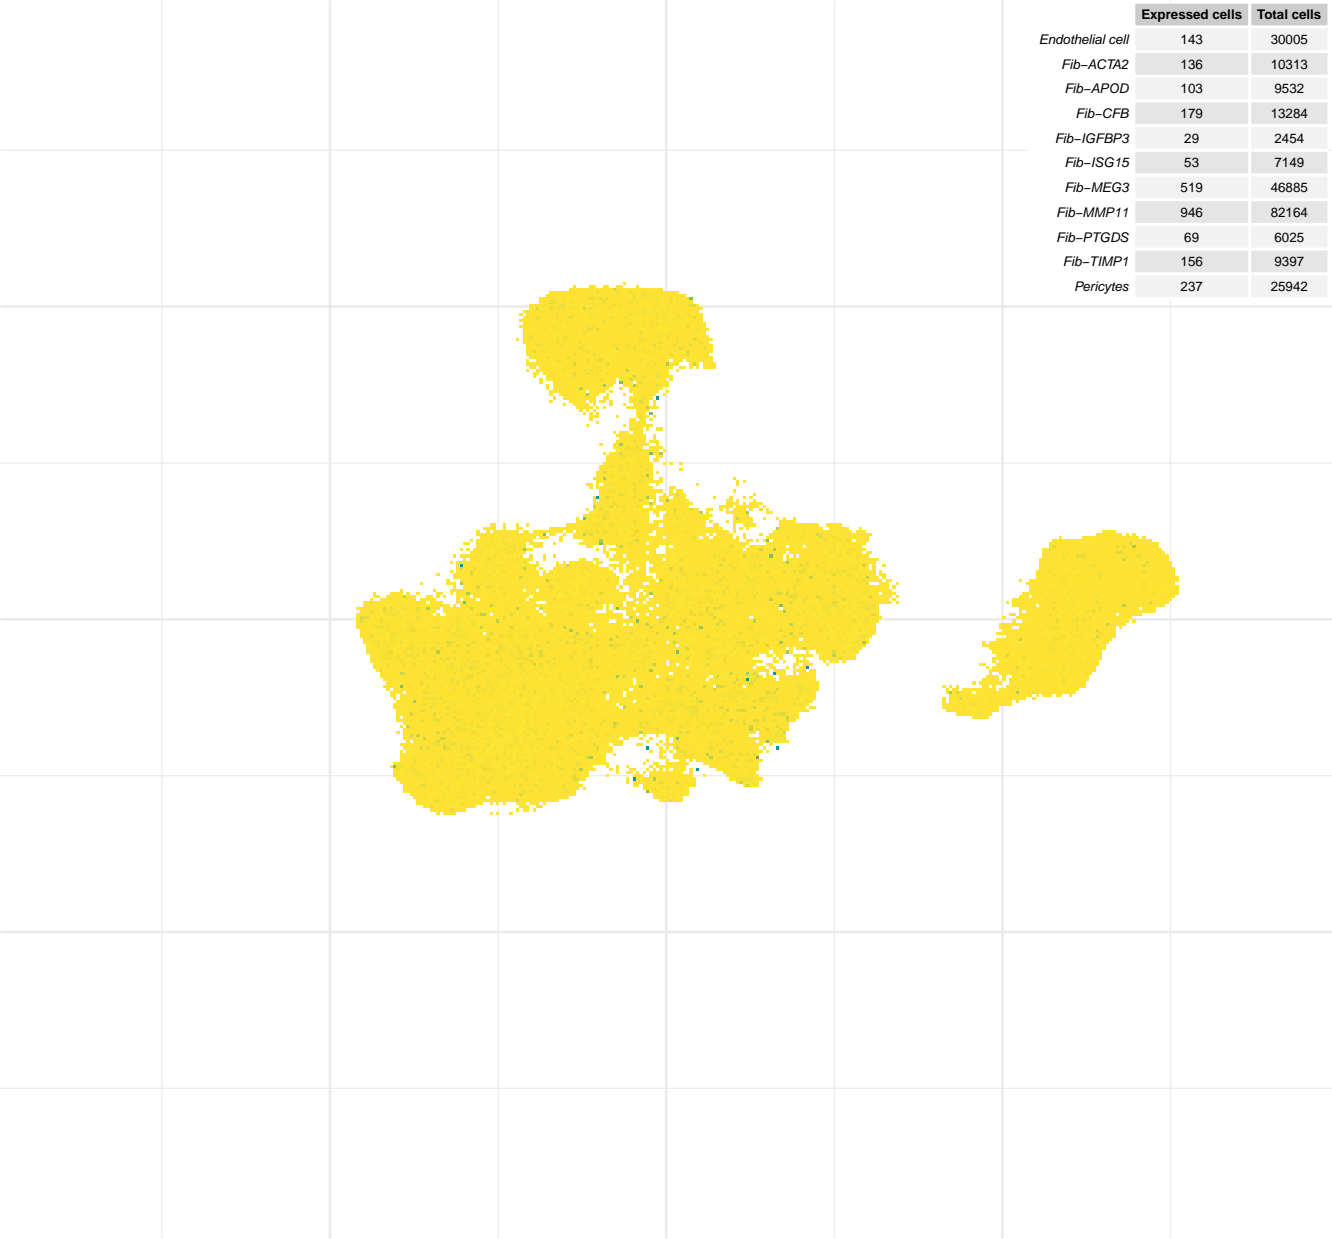 Expressed cells Total cells
Endothelial cell 143 30005
Fib−ACTA2 136 10313
Fib−APOD 103 9532
Fib−CFB 179 13284
Fib−IGFBP3 29 2454
Fib−ISG15 53 7149
Fib−MEG3 519 46885
Fib−MMP11 946 82164
Fib−PTGDS 69 6025
Fib−TIMP1 156 9397
Pericytes 237 25942